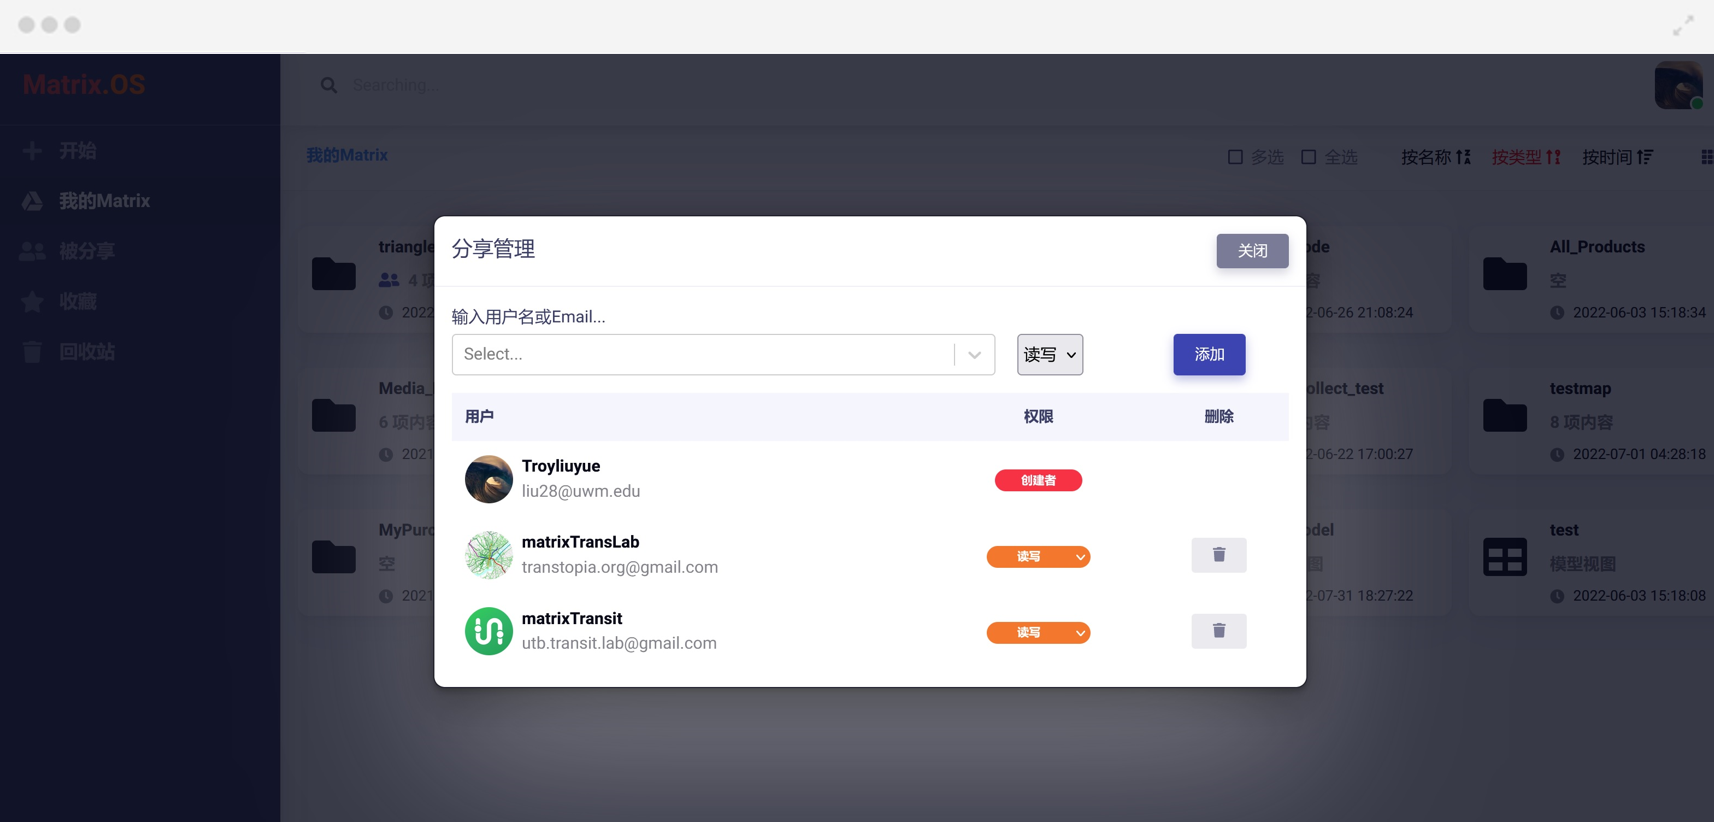 Matrix.OS
Searching...
开始
我的Matrix
被分享
收藏
回收站
我的Matrix
多选
全选
按名称
按类型
按时间
triangle
4 项
2022
Media_
6 项内容
2021
MyPurc
空
2021
ode
容
2-06-26 21:08:24
ollect_test
内容
2-06-22 17:00:27
odel
图
2-07-31 18:27:22
All_Products
空
2022-06-03 15:18:34
testmap
8 项内容
2022-07-01 04:28:18
test
模型视图
2022-06-03 15:18:08
分享管理
关闭
输入用户名或Email...
Select...
读写
添加
用户
权限
删除
Troyliuyue
liu28@uwm.edu
创建者
matrixTransLab
transtopia.org@gmail.com
读写
matrixTransit
utb.transit.lab@gmail.com
读写